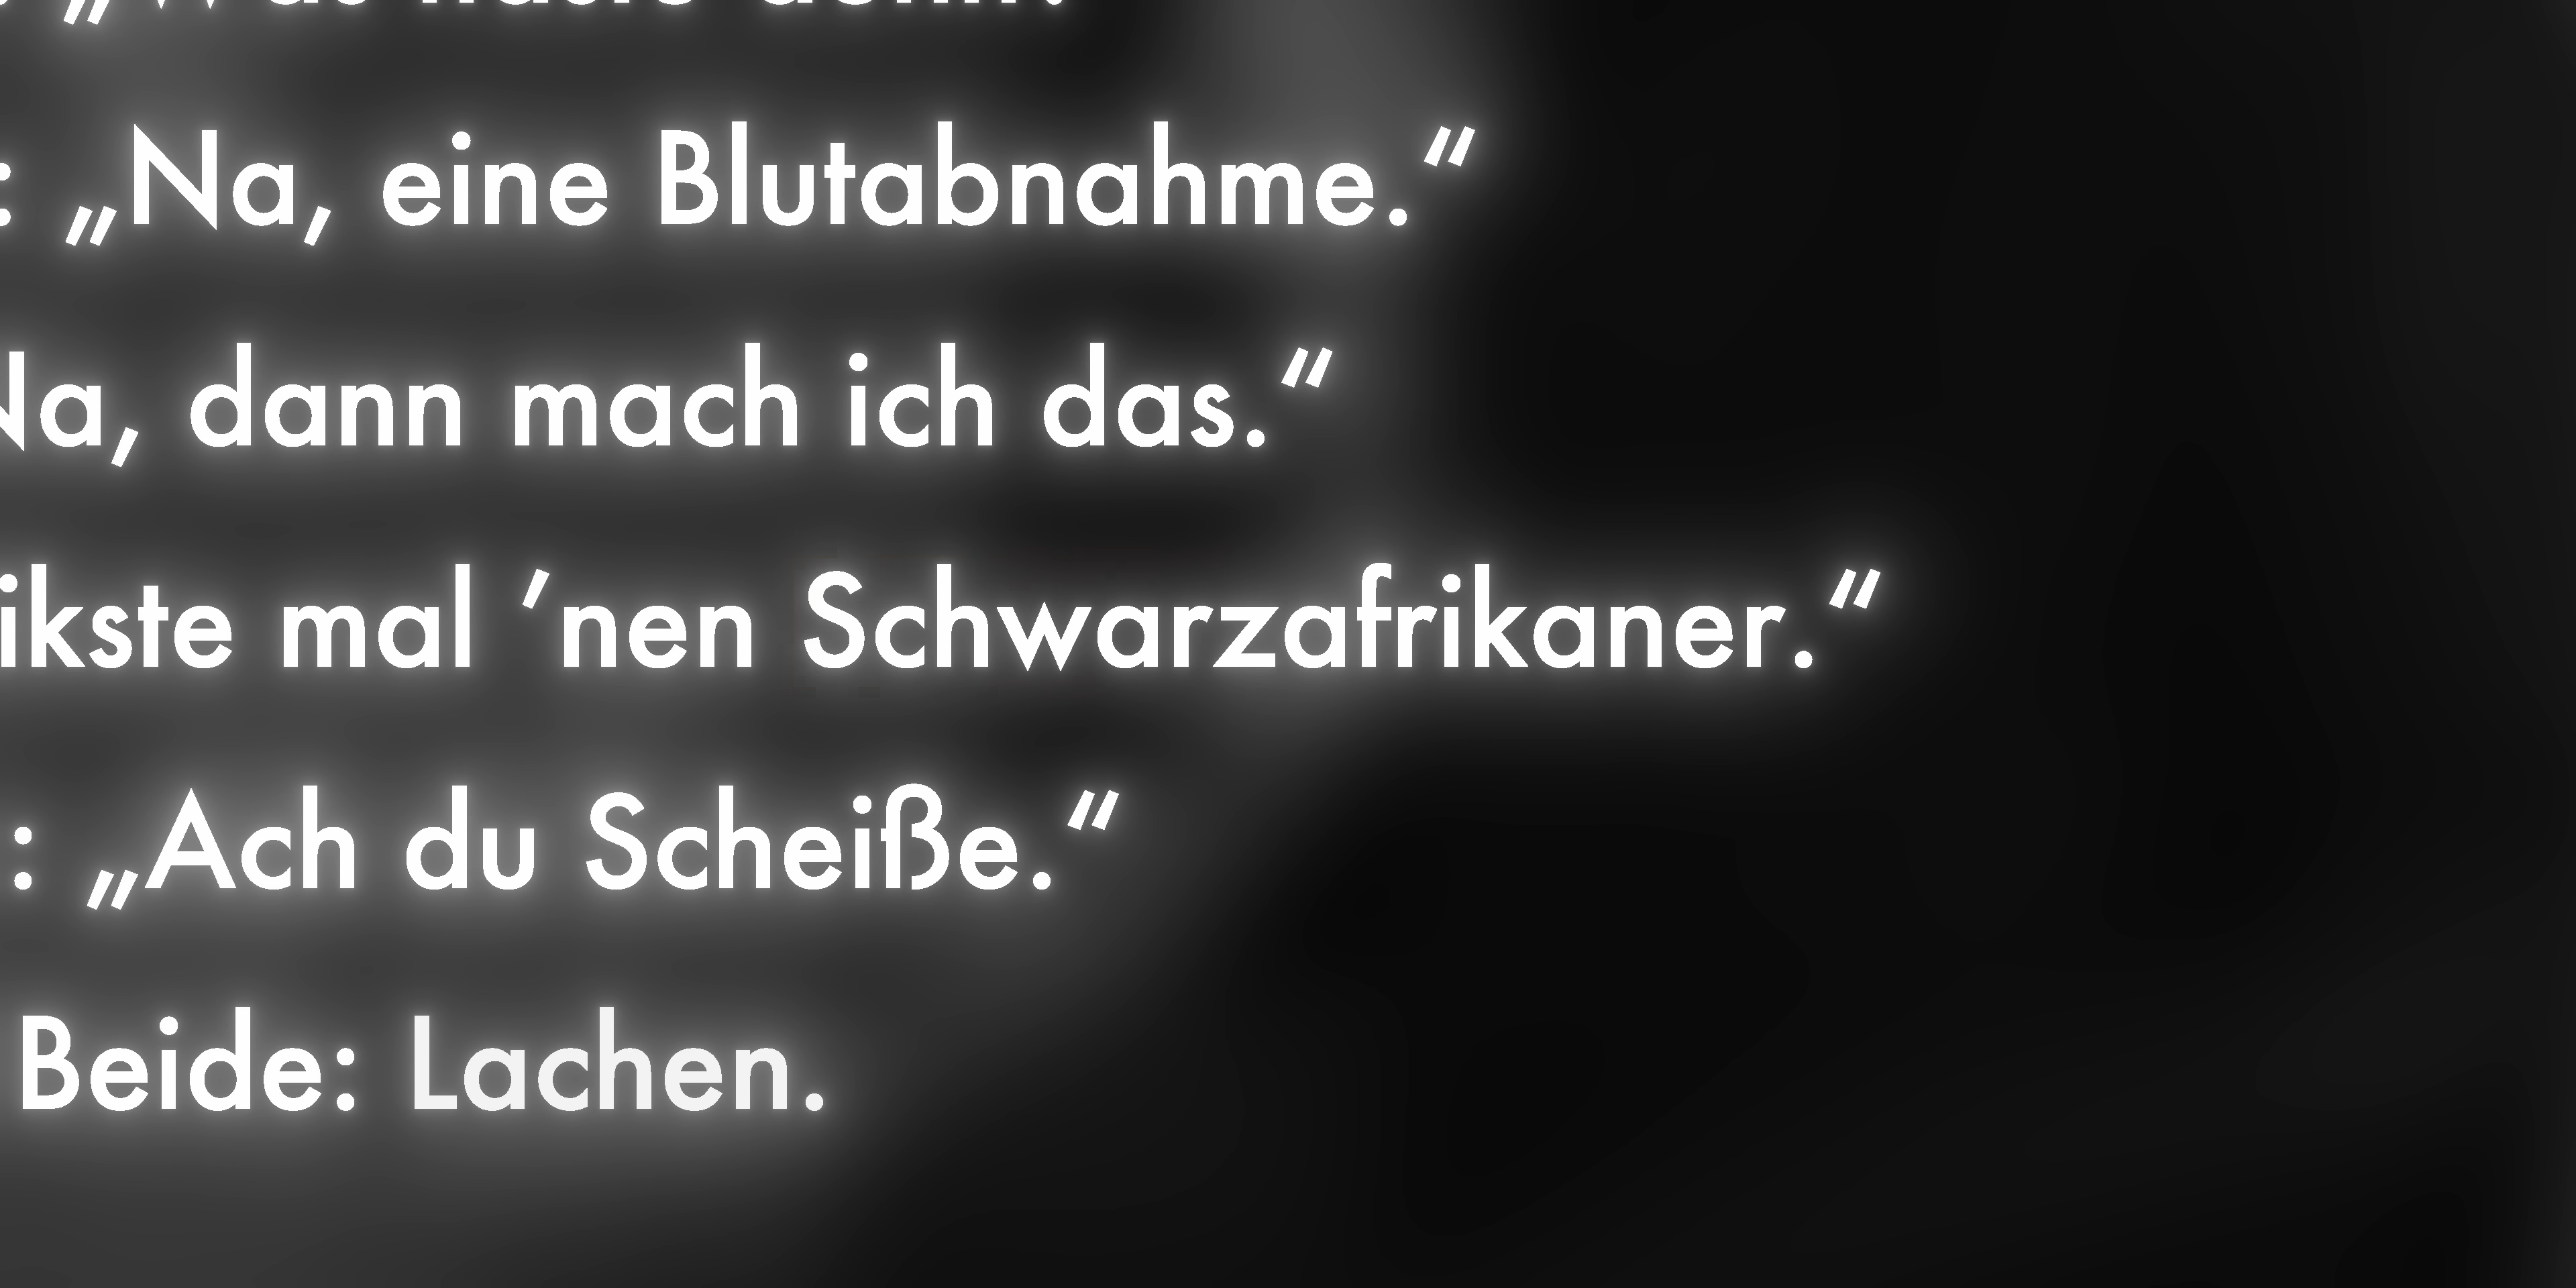 : „Na, eine Blutabnahme.“
Na, dann mach ich das.“
ikste mal ’nen Schwarzafrikaner.“
: „Ach du Scheiße.“
Beide: Lachen.